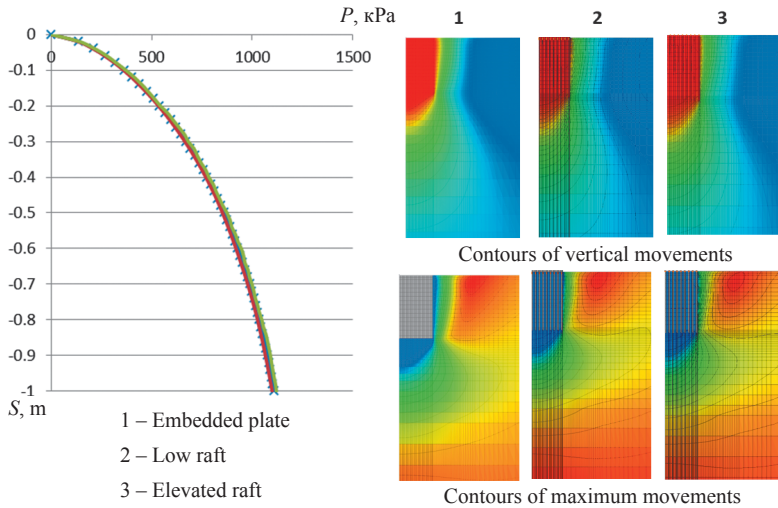 P, кPa
0
500
1000
1500
0
-0.1
-0.2
-0.3
-0.4
-0.5
-0.6
-0.7
-0.8
-0.9
-1
S, m
1 – Embedded plate
2 – Low raft
3 – Elevated raft
1
2
3
Contours of vertical movements
Contours of maximum movements